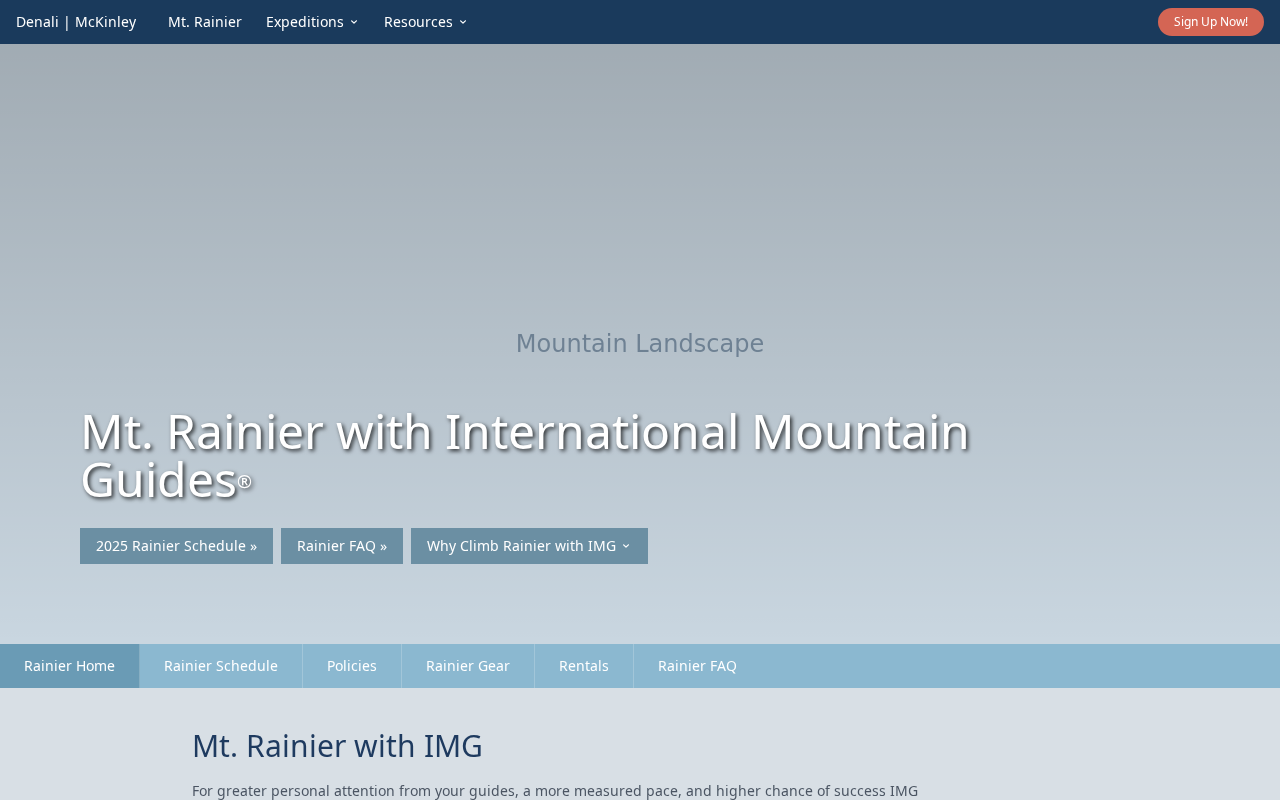 Denali | McKinley Mt. Rainier Expeditions Resources Sign Up Now!
Mountain Landscape
Mt. Rainier with International Mountain
Guides®
2025 Rainier Schedule » Rainier FAQ » Why Climb Rainier with IMG
Rainier Home Rainier Schedule Policies Rainier Gear Rentals Rainier FAQ
Mt. Rainier with IMG
For greater personal attention from your guides, a more measured pace, and higher chance of success IMG